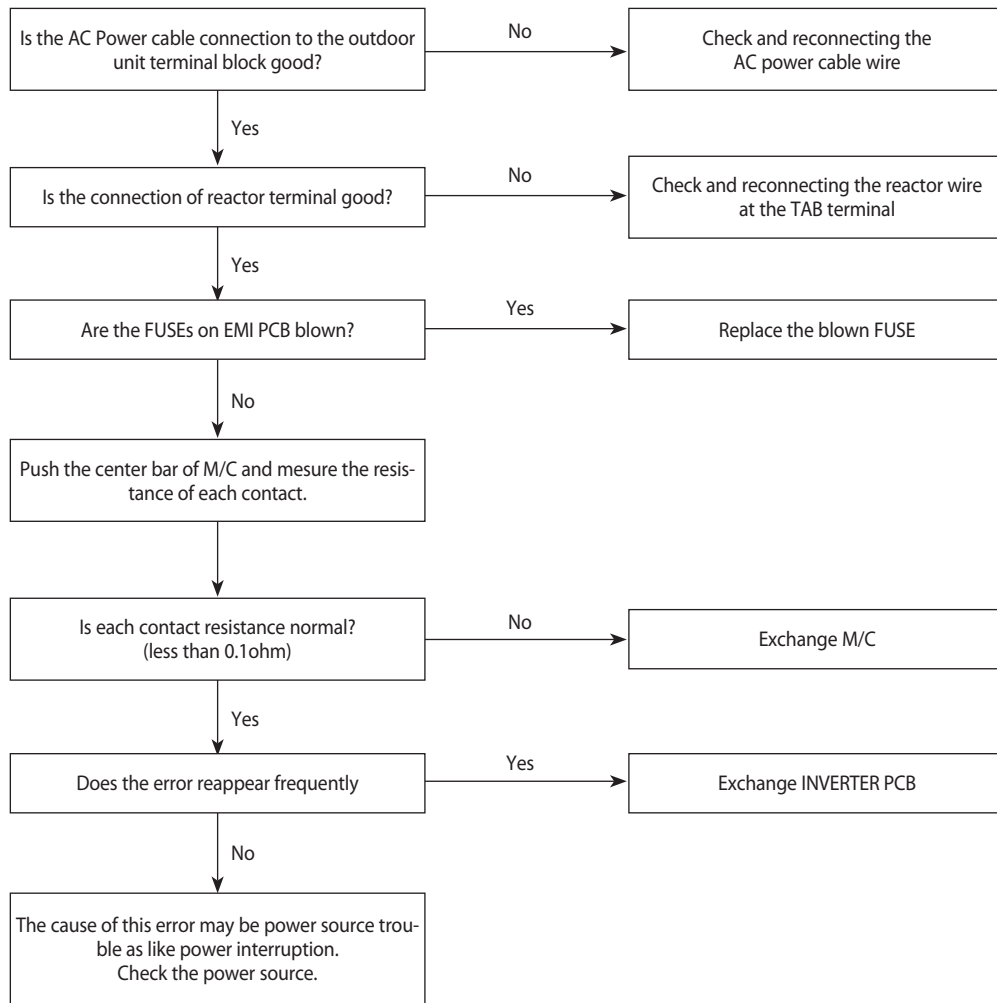 Is the AC Power cable connection to the outdoor
unit terminal block good?
No
Check and reconnecting the
AC power cable wire
Yes
Is the connection of reactor terminal good?
No
Check and reconnecting the reactor wire
at the TAB terminal
Yes
Are the FUSEs on EMI PCB blown?
Yes
Replace the blown FUSE
No
Push the center bar of M/C and mesure the resis-
tance of each contact.
Is each contact resistance normal?
(less than 0.1ohm)
No
Exchange M/C
Yes
Does the error reappear frequently
Yes
Exchange INVERTER PCB
No
The cause of this error may be power source trou-
ble as like power interruption.
Check the power source.